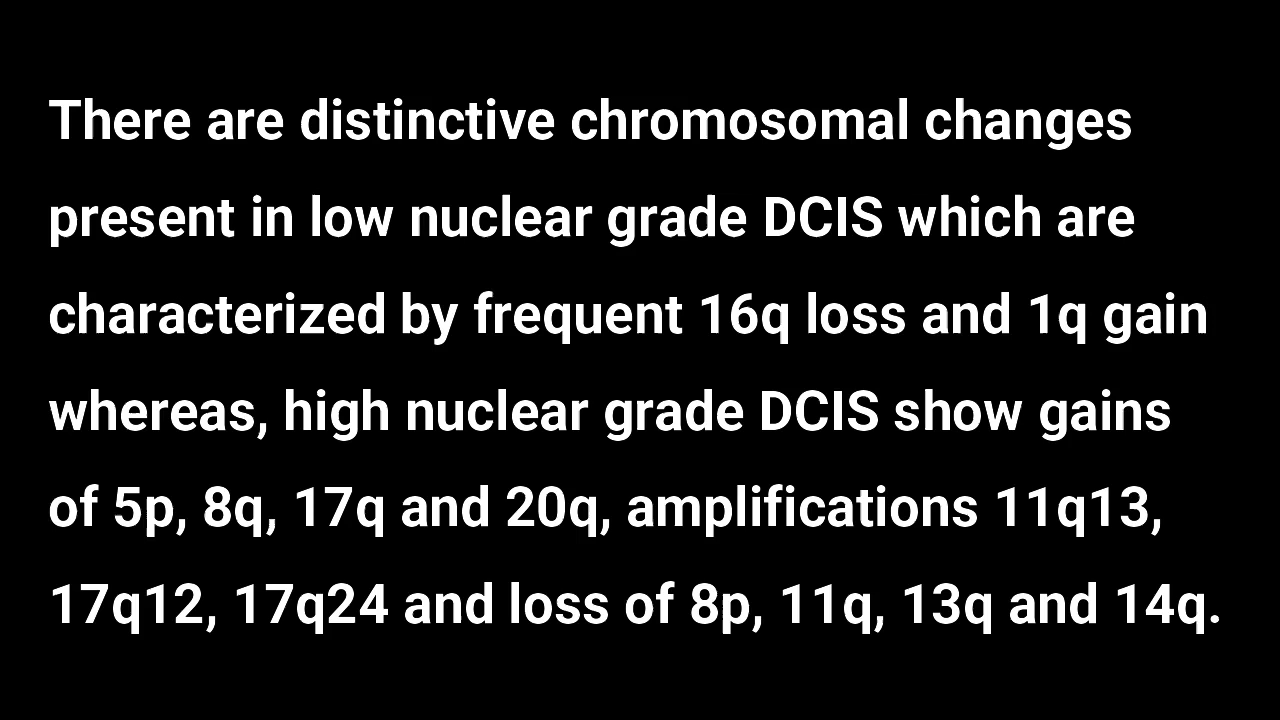 There are distinctive chromosomal changes
present in low nuclear grade DCIS which are
characterized by frequent 16q loss and 1q gain
whereas, high nuclear grade DCIS show gains
of 5p, 8q, 17q and 20q, amplifications 11q13,
17q12, 17q24 and loss of 8p, 11q, 13q and 14q.